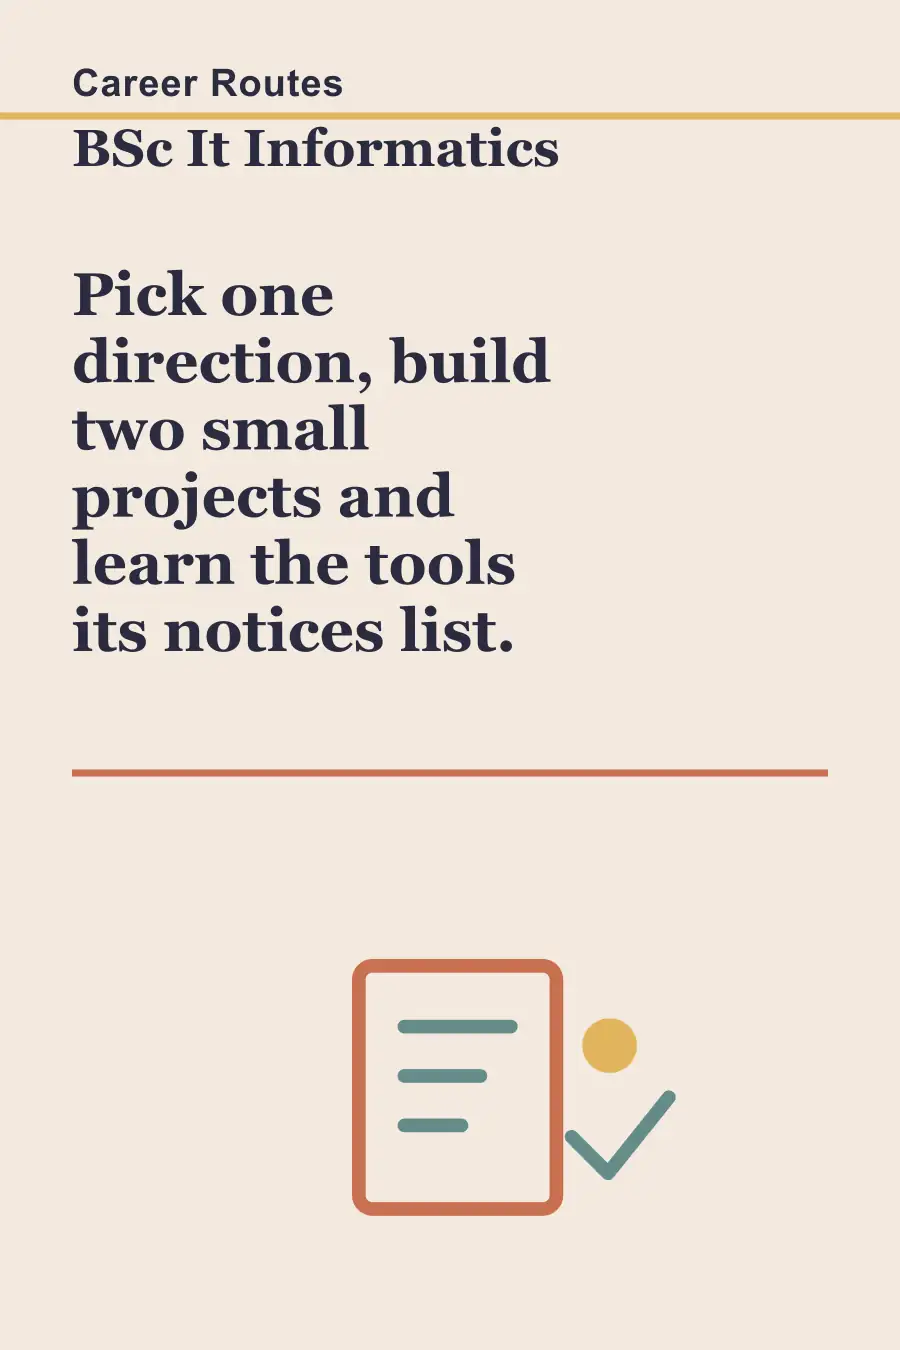 Career Routes
BSc It Informatics
Pick one
direction, build
two small
projects and
learn the tools
its notices list.